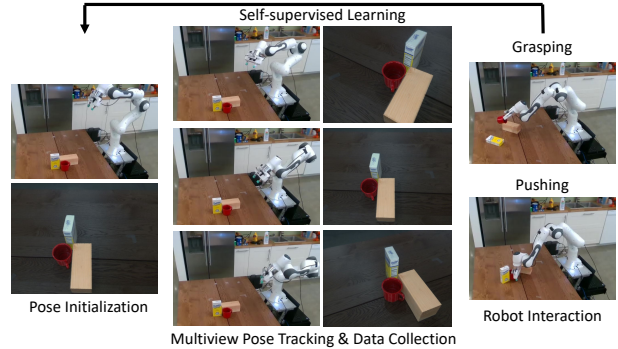 Self-supervised Learning
Grasping
Pushing
Pose Initialization
Robot Interaction
Multiview Pose Tracking & Data Collection